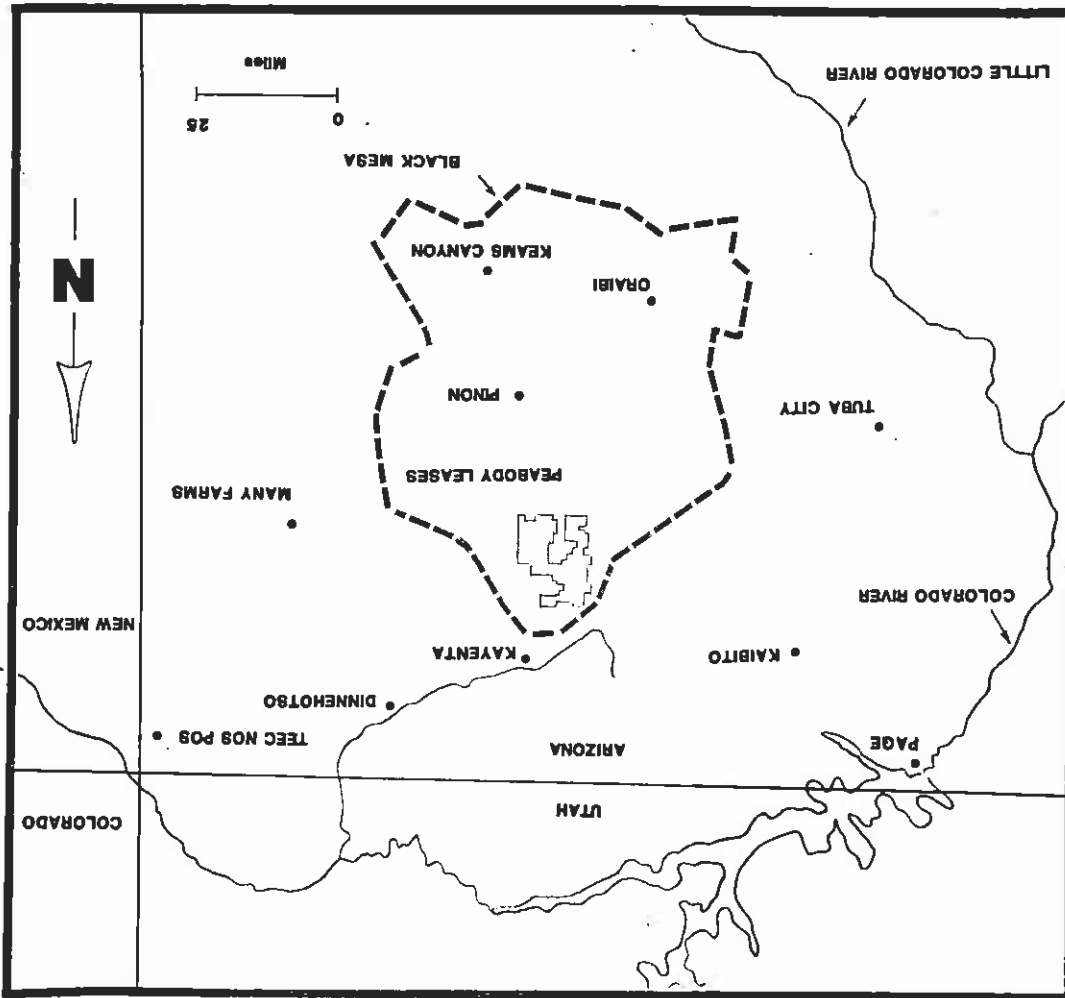 UTAH
COLORADO
PAGE
ARIZONA
TEEC NOS POS
DINNEHOTSO
KAIBITO
KAYENTA
NEW MEXICO
COLORADO RIVER
MANY FARMS
PEABODY LEASES
TUBA CITY
PINON
N
ORAIBI
KEAMS CANYON
BLACK MESA
0 25
LITTLE COLORADO RIVER
Miles